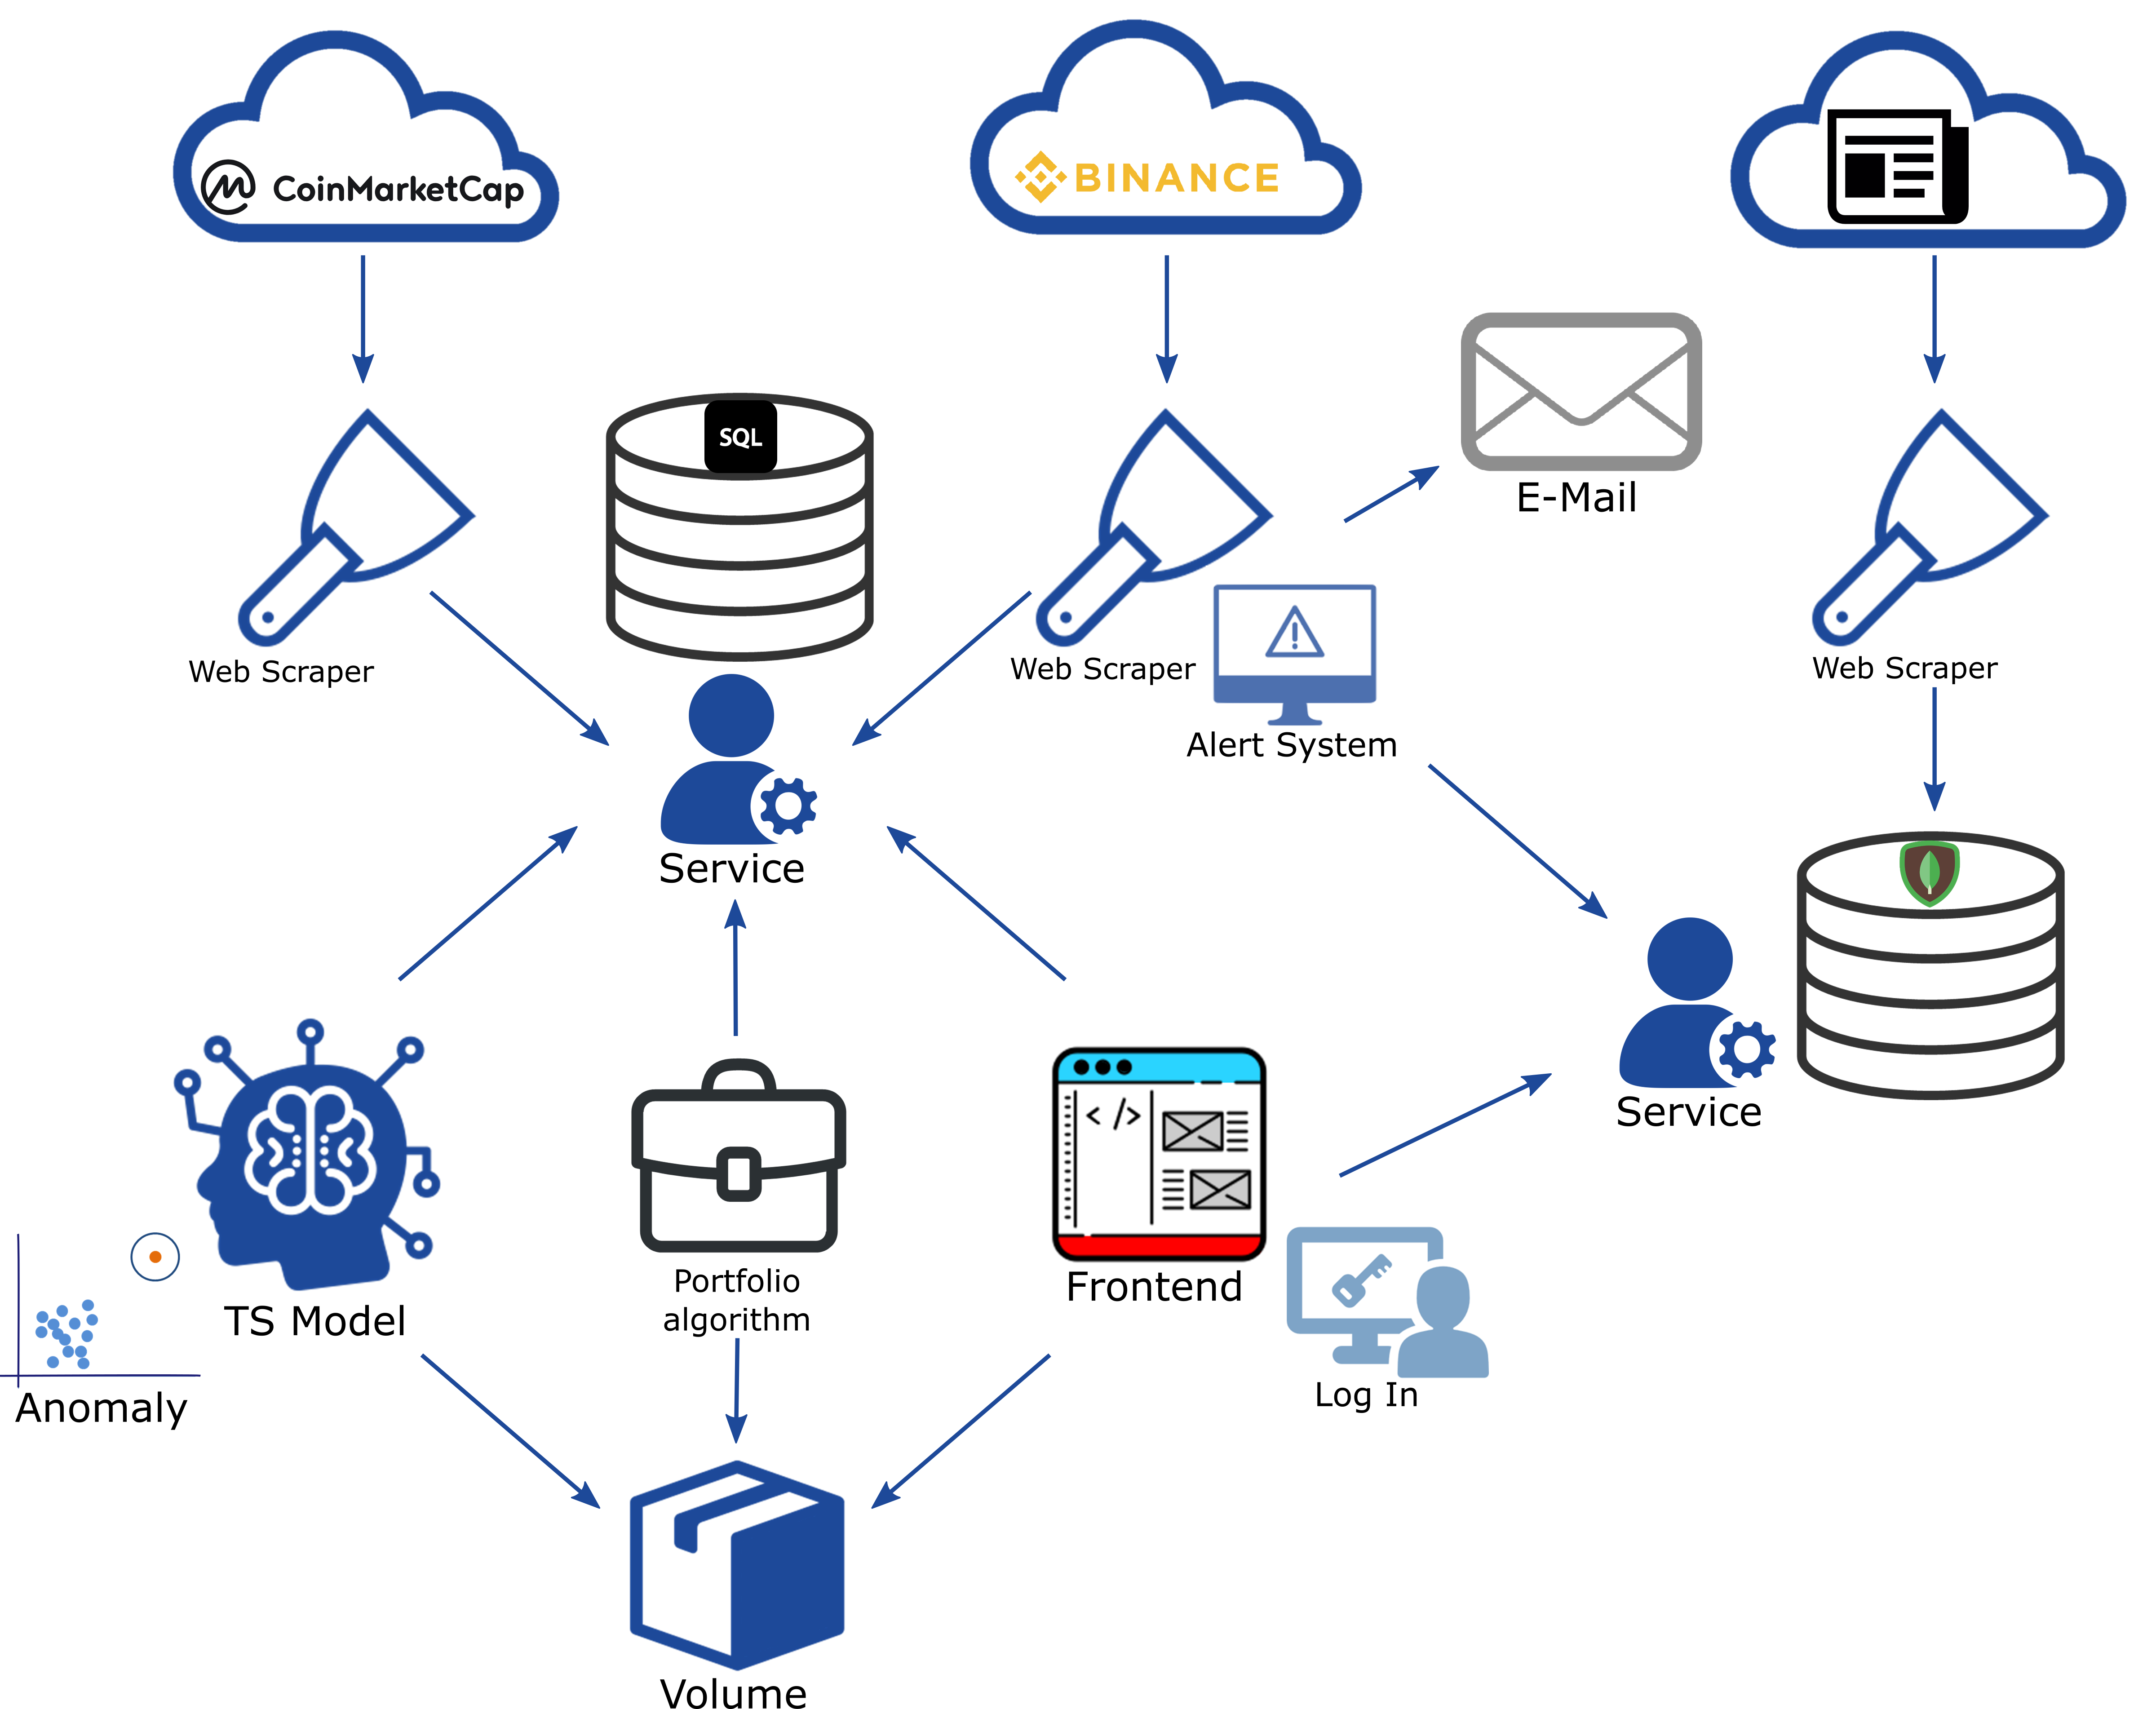 CoinMarketCap
BINANCE
SQL
E-Mail
Web Scraper
Web Scraper
Web Scraper
Alert System
Service
Service
</>
TS Model
Portfolio
algorithm
Frontend
Log In
Anomaly
Volume